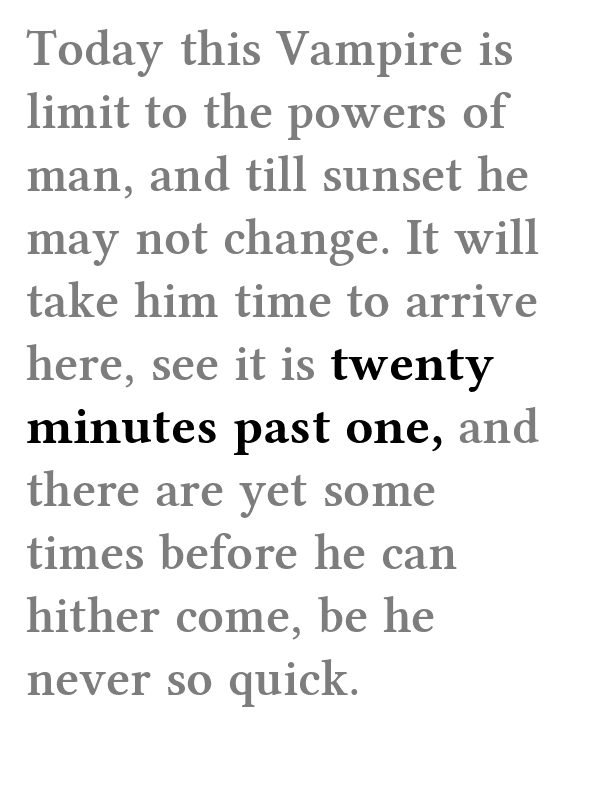 Today this Vampire is
limit to the powers of
man, and till sunset he
may not change. It will
take him time to arrive
here, see it is twenty
minutes past one, and
there are yet some
times before he can
hither come, be he
never so quick.